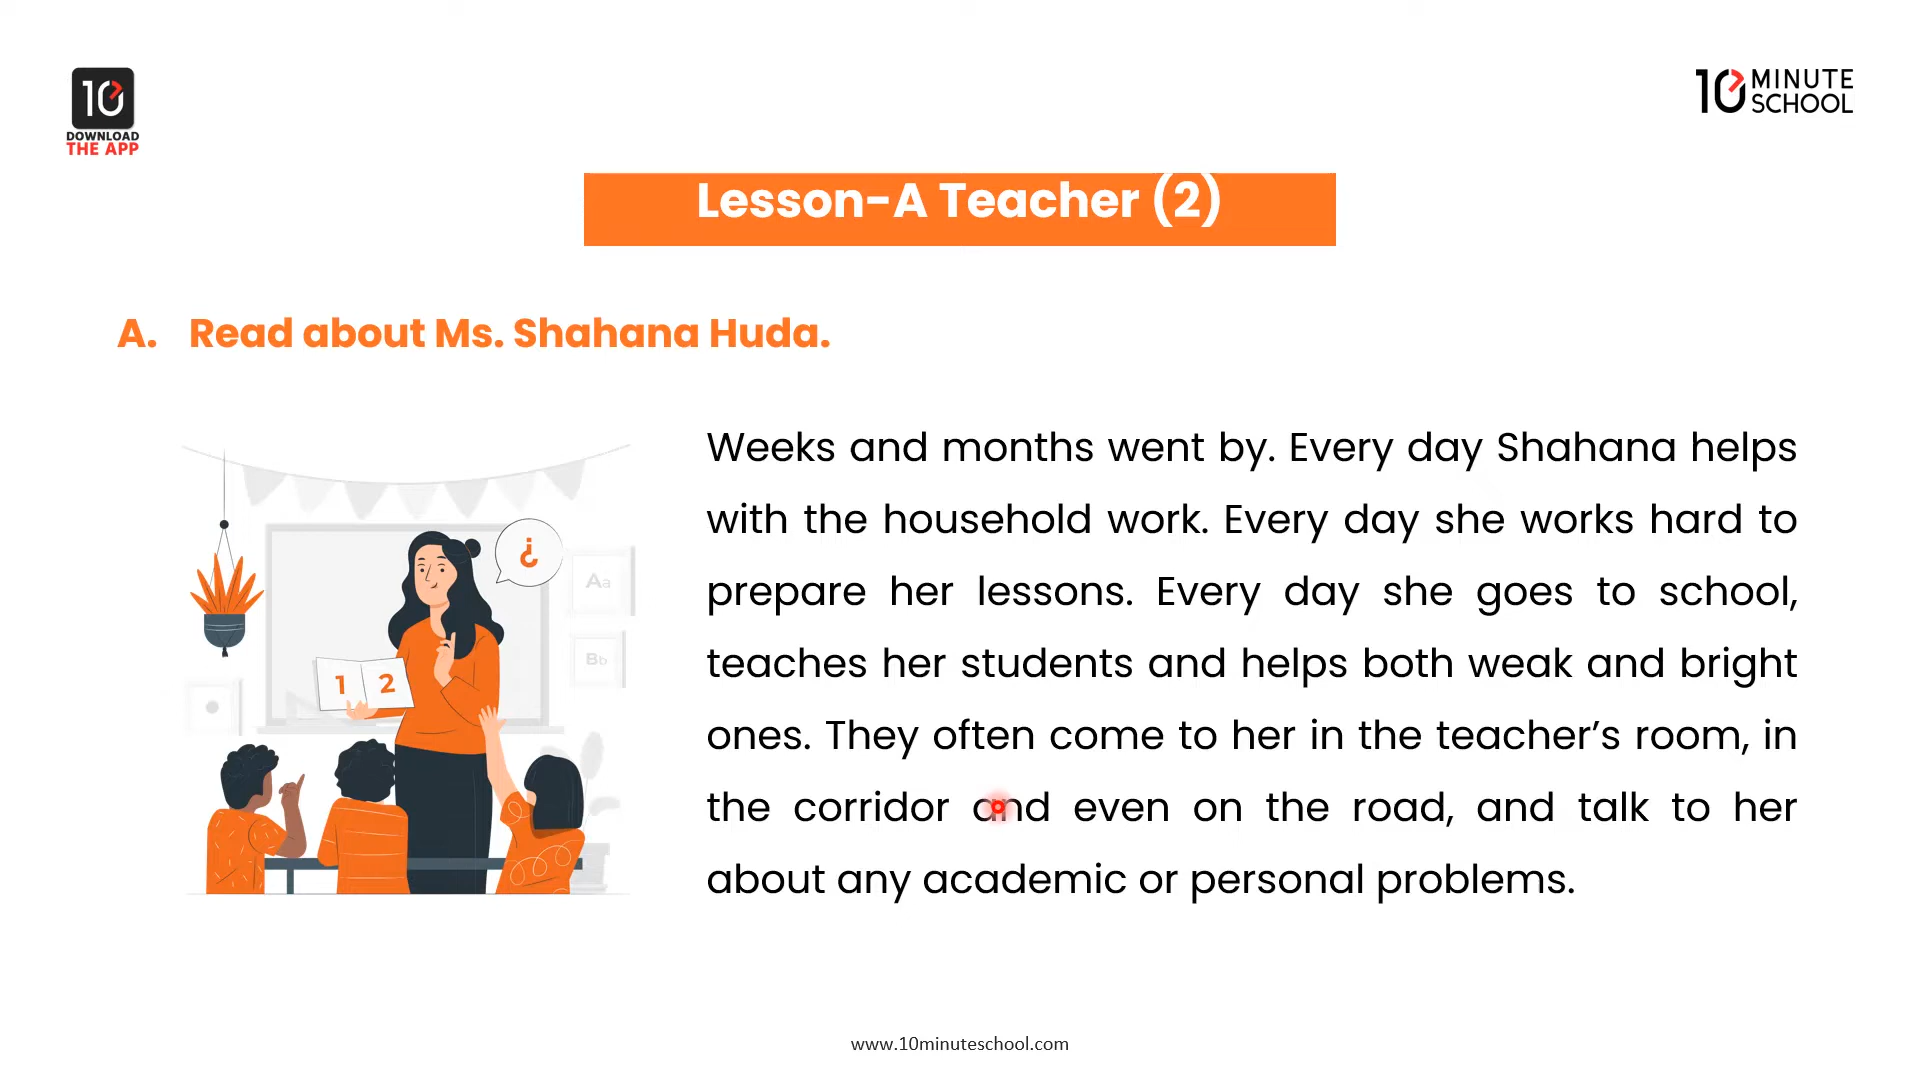 10
DOWNLOAD
THE APP
10 MINUTE
SCHOOL
Lesson-A Teacher (2)
A. Read about Ms. Shahana Huda.
¿
Aa
Bb
1 2
Weeks and months went by. Every day Shahana helps
with the household work. Every day she works hard to
prepare her lessons. Every day she goes to school,
teaches her students and helps both weak and bright
ones. They often come to her in the teacher’s room, in
the corridor and even on the road, and talk to her
about any academic or personal problems.
www.10minuteschool.com